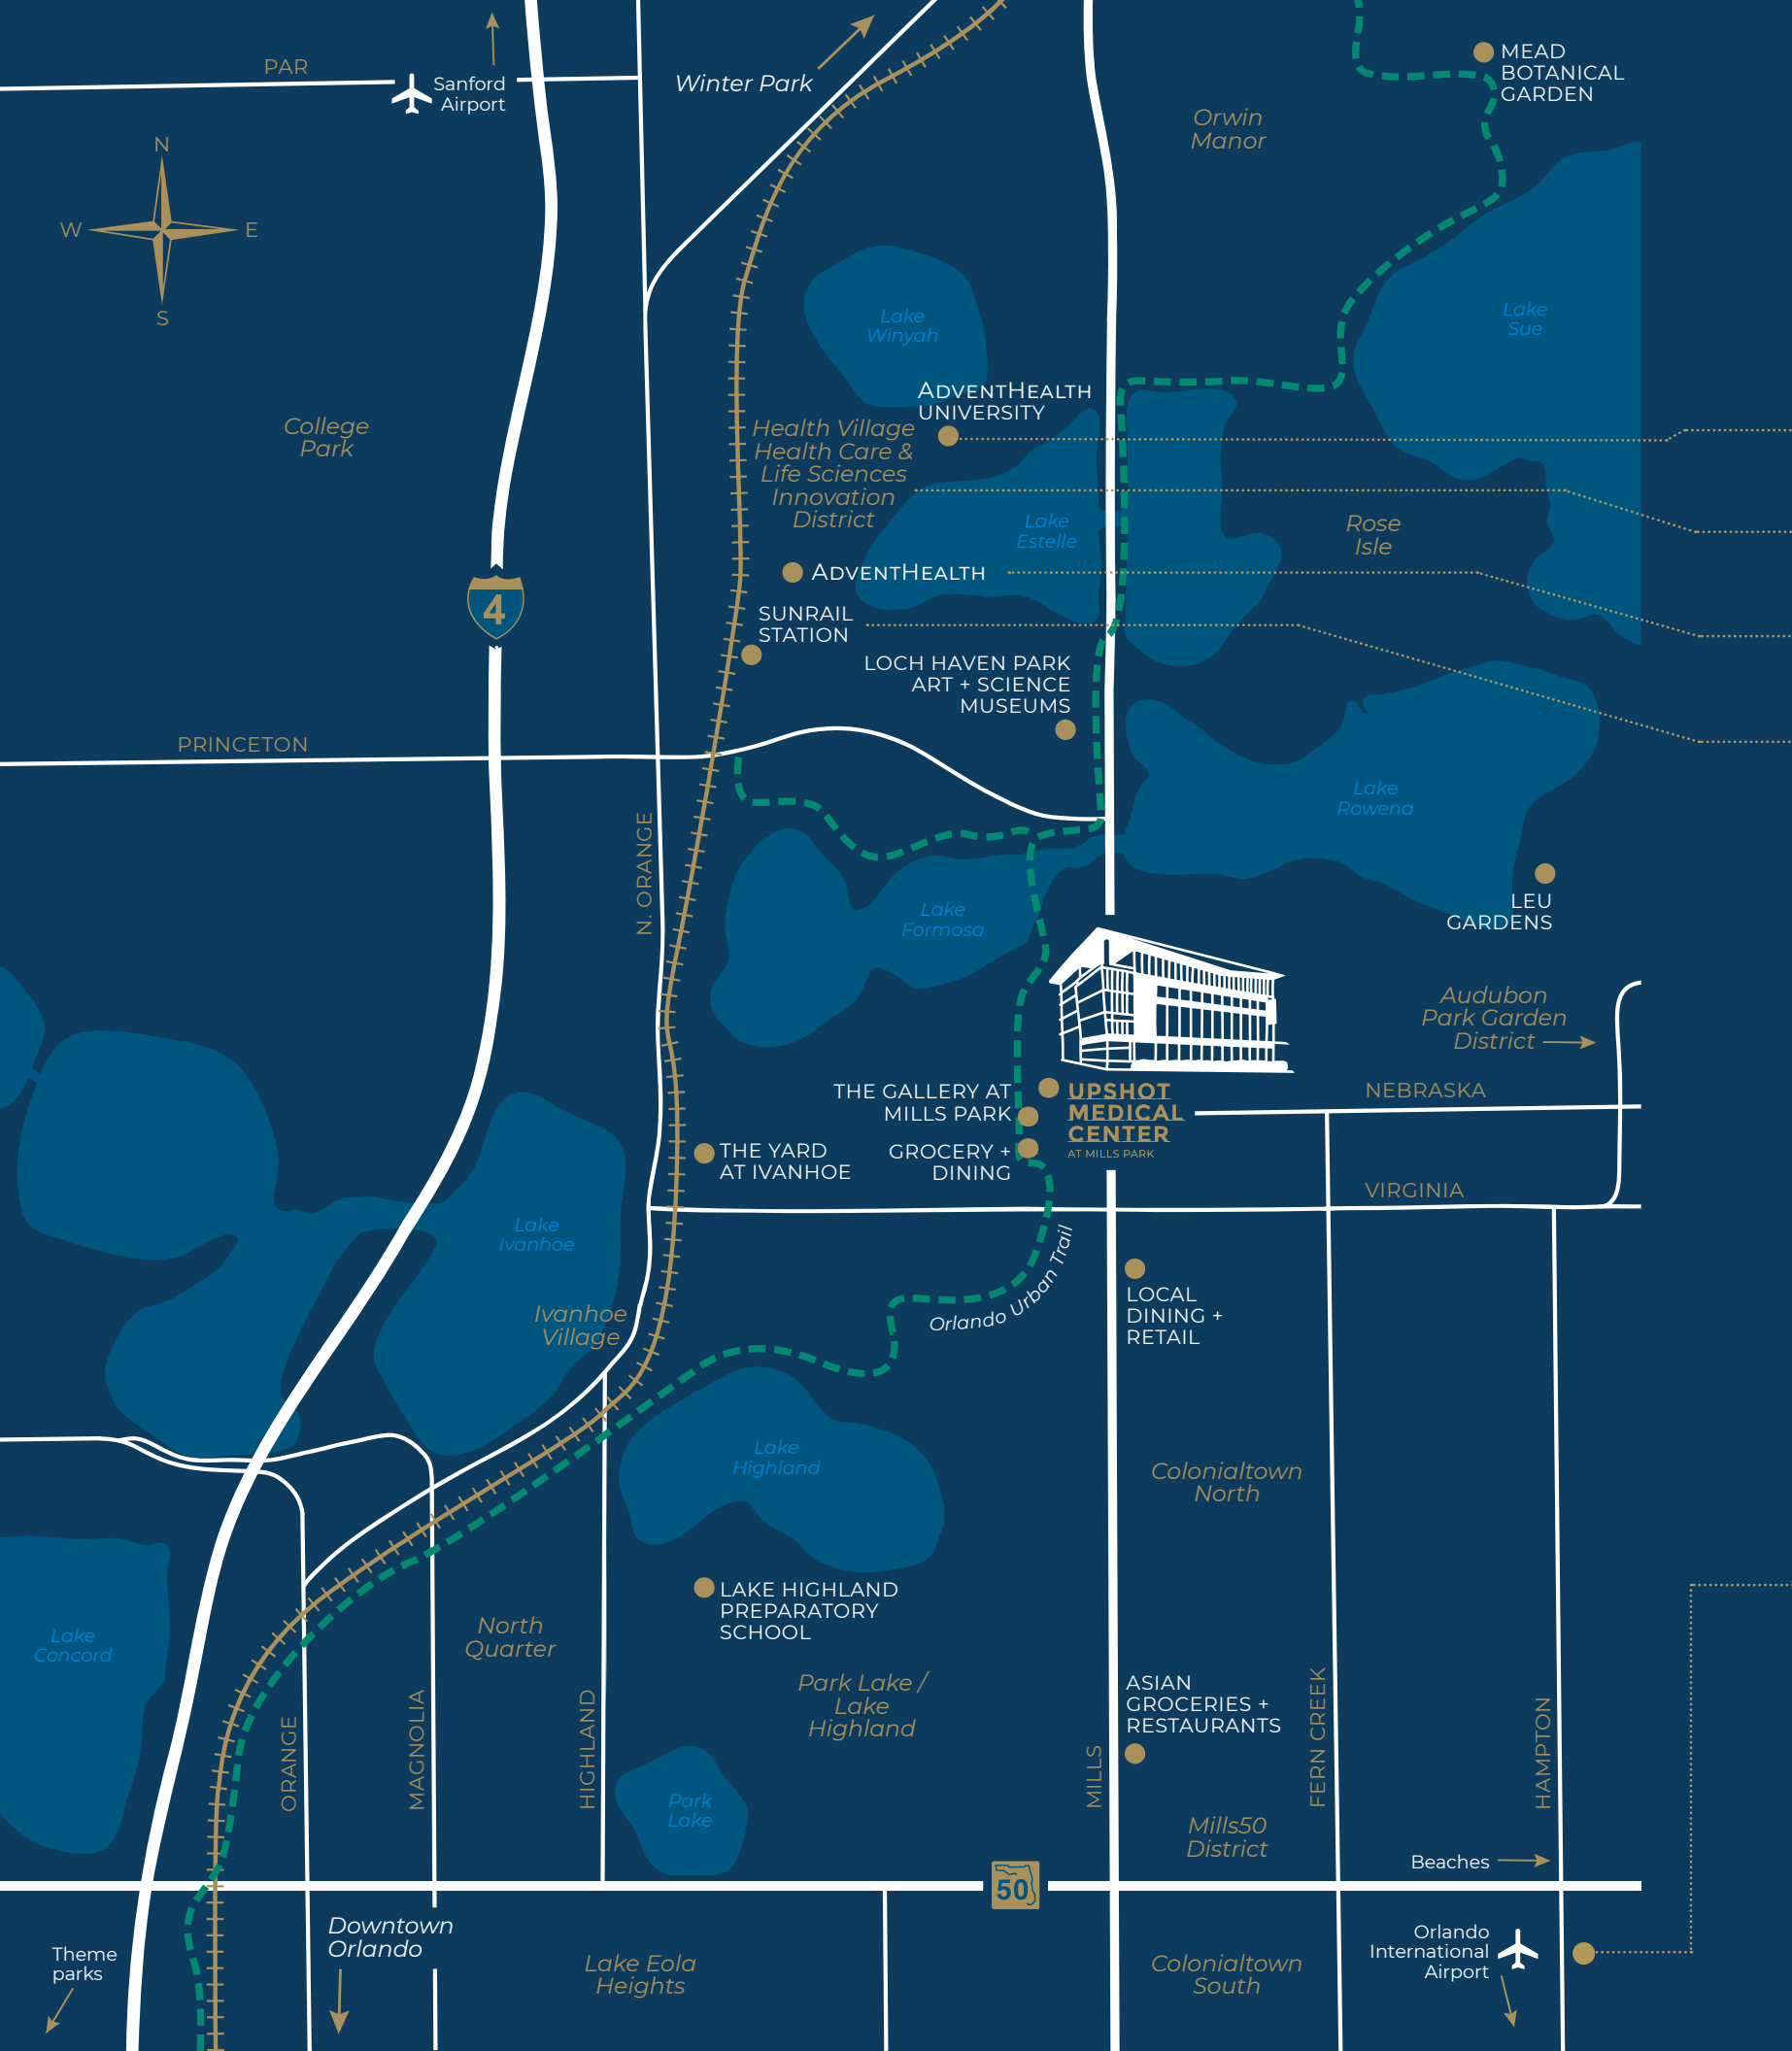 PAR
Sanford
Airport
Winter Park
MEAD
BOTANICAL
GARDEN
Orwin
Manor
N
W
E
S
Lake
Winyah
Lake
Sue
College
Park
ADVENTHEALTH
UNIVERSITY
Health Village
Health Care &
Life Sciences
Innovation
District
Lake
Estelle
Rose
Isle
ADVENTHEALTH
4
SUNRAIL
STATION
LOCH HAVEN PARK
ART + SCIENCE
MUSEUMS
PRINCETON
Lake
Rowena
N. ORANGE
LEU
GARDENS
Lake
Formosa
Audubon
Park Garden
District
THE GALLERY AT
MILLS PARK
UPSHOT
MEDICAL
CENTER
AT MILLS PARK
NEBRASKA
THE YARD
AT IVANHOE
GROCERY +
DINING
VIRGINIA
Lake
Ivanhoe
Orlando Urban Trail
LOCAL
DINING +
RETAIL
Ivanhoe
Village
Lake
Highland
Colonialtown
North
LAKE HIGHLAND
PREPARATORY
SCHOOL
North
Quarter
Lake
Concord
Park Lake /
Lake
Highland
ASIAN
GROCERIES +
RESTAURANTS
ORANGE
MAGNOLIA
HIGHLAND
MILLS
FERN CREEK
HAMPTON
Park
Lake
Mills50
District
Beaches
50
Downtown
Orlando
Theme
parks
Lake Eola
Heights
Colonialtown
South
Orlando
International
Airport